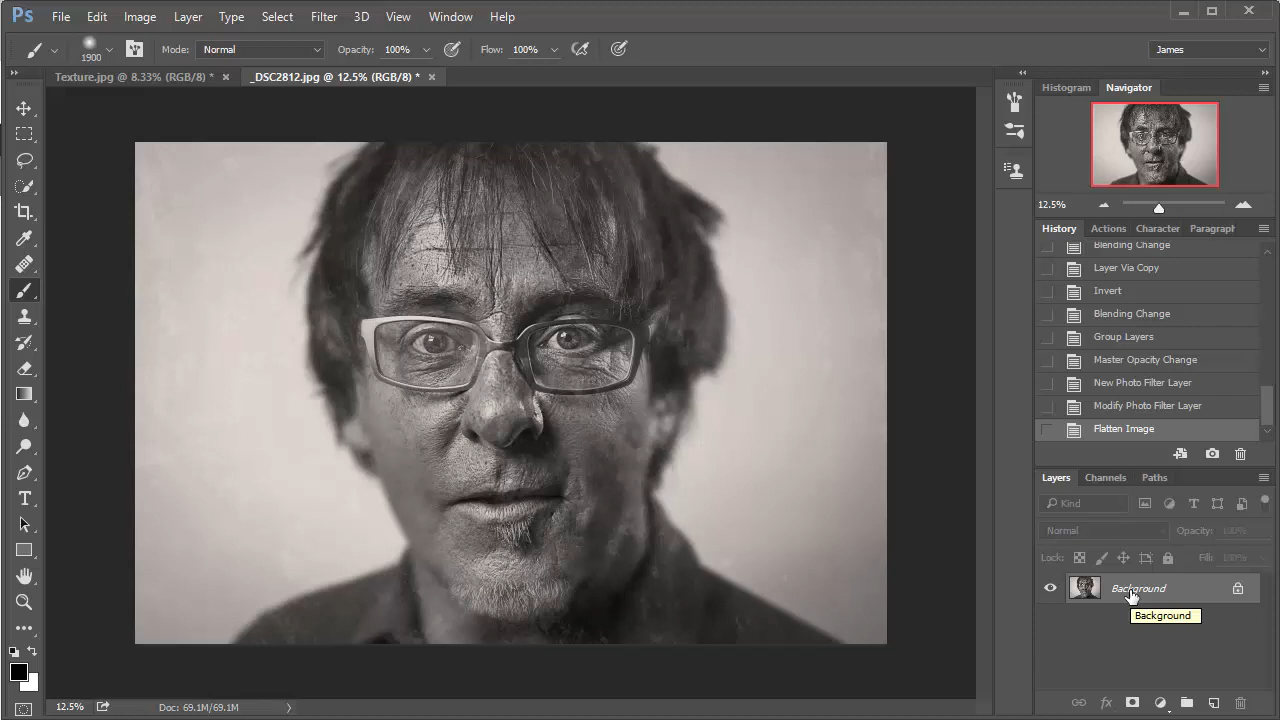 Ps File Edit Image Layer Type Select Filter 3D View Window Help
1900 Mode: Normal Opacity: 100% Flow: 100% James
Texture.jpg @ 8.33% (RGB/8) * _DSC2812.jpg @ 12.5% (RGB/8) *
Histogram Navigator
12.5%
History Actions Character Paragraph
Blending Change
Layer Via Copy
Invert
Blending Change
Group Layers
Master Opacity Change
New Photo Filter Layer
Modify Photo Filter Layer
Flatten Image
Layers Channels Paths
Kind
Normal Opacity: 100%
Lock: Fill: 100%
Background
Background
12.5% Doc: 69.1M/69.1M